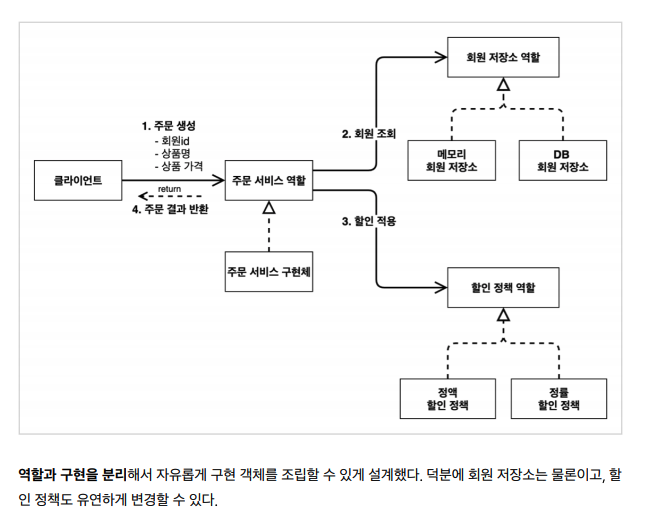 회원 저장소 역할
1. 주문 생성
- 회원id
- 상품명
- 상품 가격
2. 회원 조회
메모리
회원 저장소
DB
회원 저장소
클라이언트
return
주문 서비스 역할
4. 주문 결과 반환
3. 할인 적용
주문 서비스 구현체
할인 정책 역할
정액
할인 정책
정률
할인 정책
역할과 구현을 분리해서 자유롭게 구현 객체를 조립할 수 있게 설계했다. 덕분에 회원 저장소는 물론이고, 할
인 정책도 유연하게 변경할 수 있다.